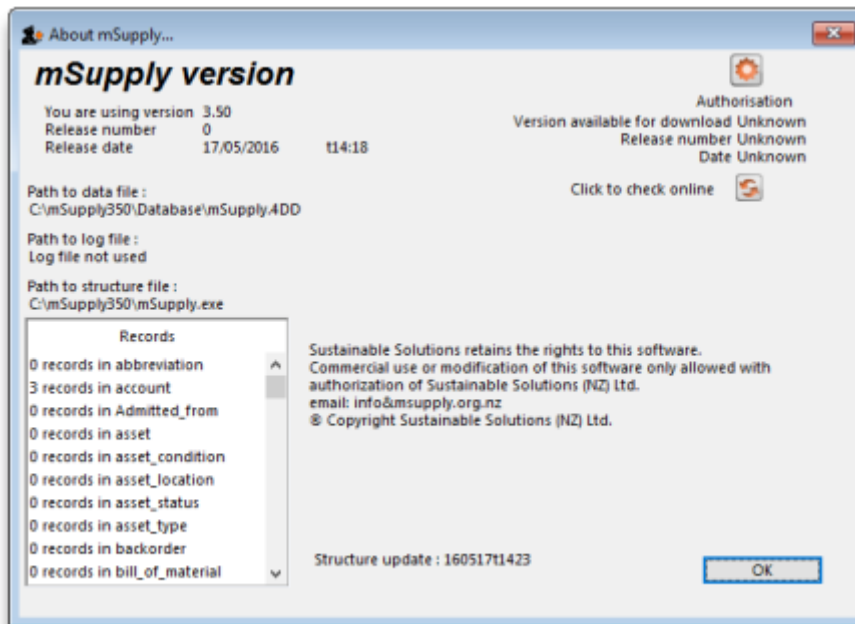 About mSupply...
mSupply version
You are using version 3.50
Release number 0
Release date 17/05/2016 t14:18
Authorisation
Version available for download Unknown
Release number Unknown
Date Unknown
Click to check online
Path to data file :
C:\mSupply350\Database\mSupply.4DD
Path to log file :
Log file not used
Path to structure file :
C:\mSupply350\mSupply.exe
Records
0 records in abbreviation
3 records in account
0 records in Admitted_from
0 records in asset
0 records in asset_condition
0 records in asset_location
0 records in asset_status
0 records in asset_type
0 records in backorder
0 records in bill_of_material
Sustainable Solutions retains the rights to this software.
Commercial use or modification of this software only allowed with
authorization of Sustainable Solutions (NZ) Ltd.
email: info&msupply.org.nz
® Copyright Sustainable Solutions (NZ) Ltd.
Structure update : 160517t1423
OK